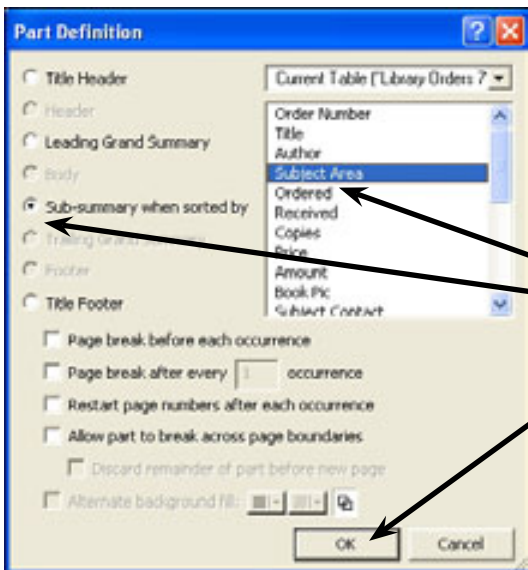 Part Definition
Title Header
Current Table ("Library Orders 7
Header
Leading Grand Summary
Body
Sub-summary when sorted by
Trailing Grand Summary
Footer
Title Footer
Order Number
Title
Author
Subject Area
Ordered
Received
Copies
Price
Amount
Book Pic
Subject Contact
Page break before each occurrence
Page break after every 1 occurrence
Restart page numbers after each occurrence
Allow part to break across page boundaries
Discard remainder of part before new page
Alternate background fill:
OK
Cancel